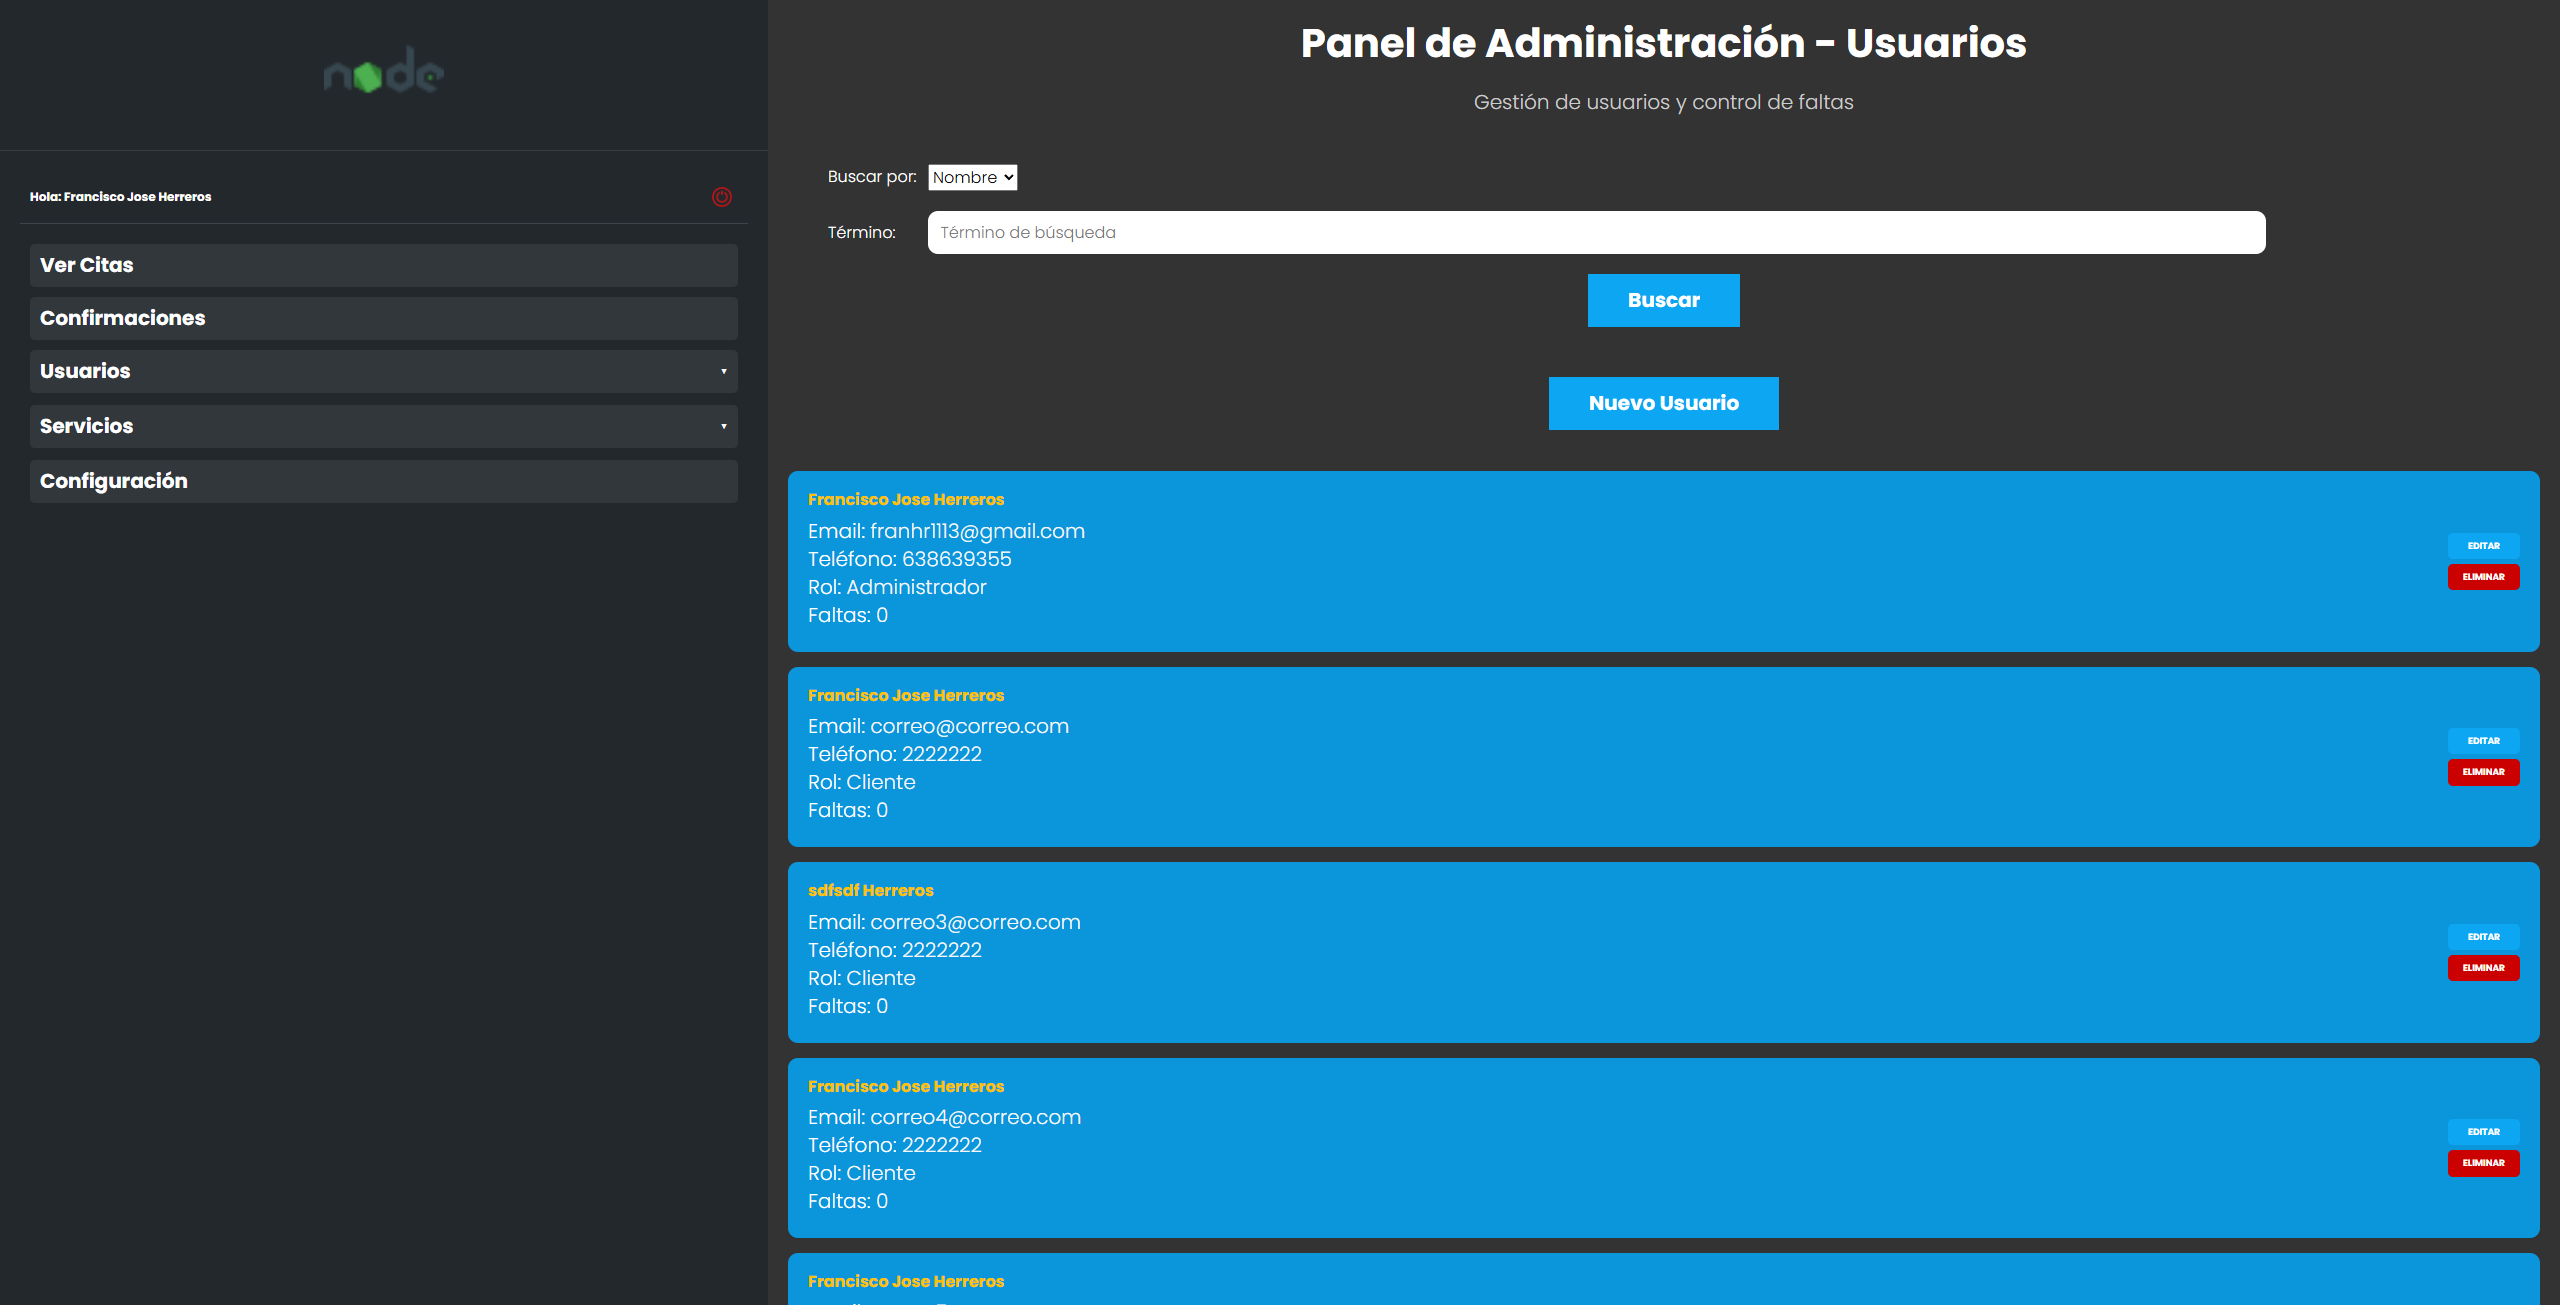 node
Hola: Francisco Jose Herreros
Ver Citas
Confirmaciones
Usuarios
Servicios
Configuración
Panel de Administración - Usuarios
Gestión de usuarios y control de faltas
Buscar por: Nombre
Término: Término de búsqueda
Buscar
Nuevo Usuario
Francisco Jose Herreros
Email: franhr1113@gmail.com
Teléfono: 638639355
Rol: Administrador
Faltas: 0
EDITAR
ELIMINAR
Francisco Jose Herreros
Email: correo@correo.com
Teléfono: 2222222
Rol: Cliente
Faltas: 0
EDITAR
ELIMINAR
sdfsdf Herreros
Email: correo3@correo.com
Teléfono: 2222222
Rol: Cliente
Faltas: 0
EDITAR
ELIMINAR
Francisco Jose Herreros
Email: correo4@correo.com
Teléfono: 2222222
Rol: Cliente
Faltas: 0
EDITAR
ELIMINAR
Francisco Jose Herreros